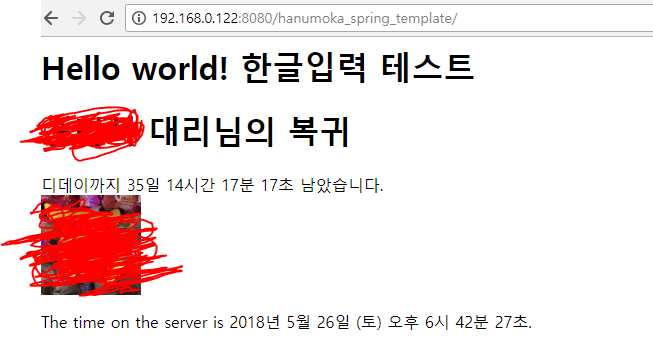 192.168.0.122:8080/hanumoka_spring_template/
Hello world! 한글입력 테스트
대리님의 복귀
디데이까지 35일 14시간 17분 17초 남았습니다.
The time on the server is 2018년 5월 26일 (토) 오후 6시 42분 27초.